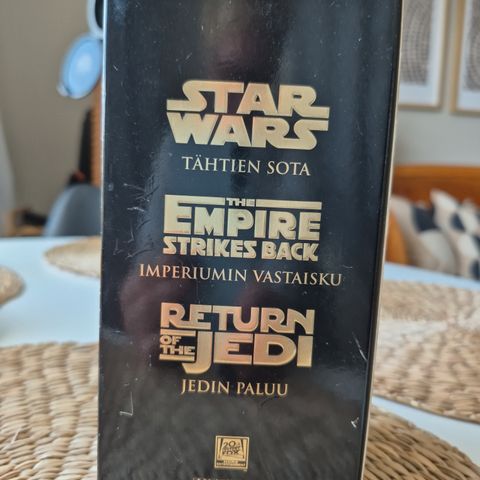 STAR
WARS
TÄHTIEN SOTA
THE
EMPIRE
STRIKES BACK
IMPERIUMIN VASTAISKU
RETURN
OF THE JEDI
JEDIN PALUU